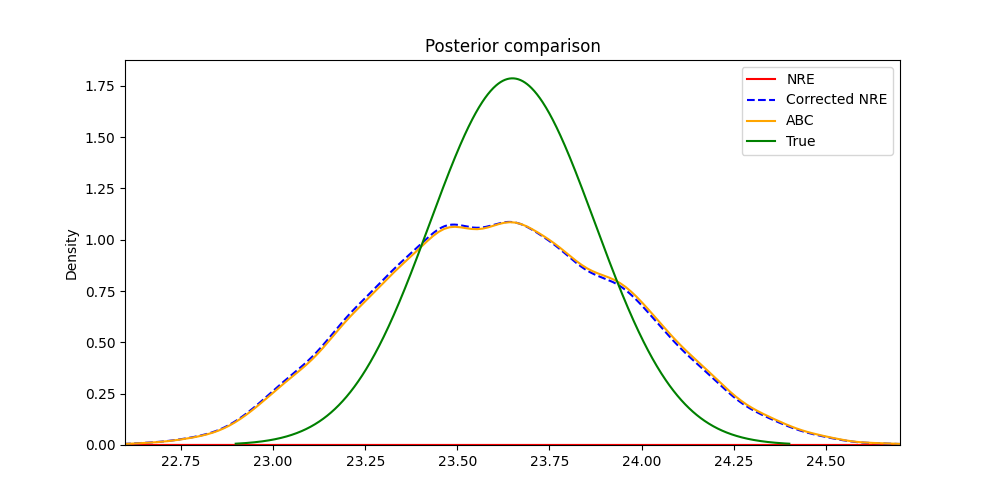 Posterior comparison
NRE
Corrected NRE
ABC
True
Density
1.75
1.50
1.25
1.00
0.75
0.50
0.25
0.00
22.75 23.00 23.25 23.50 23.75 24.00 24.25 24.50